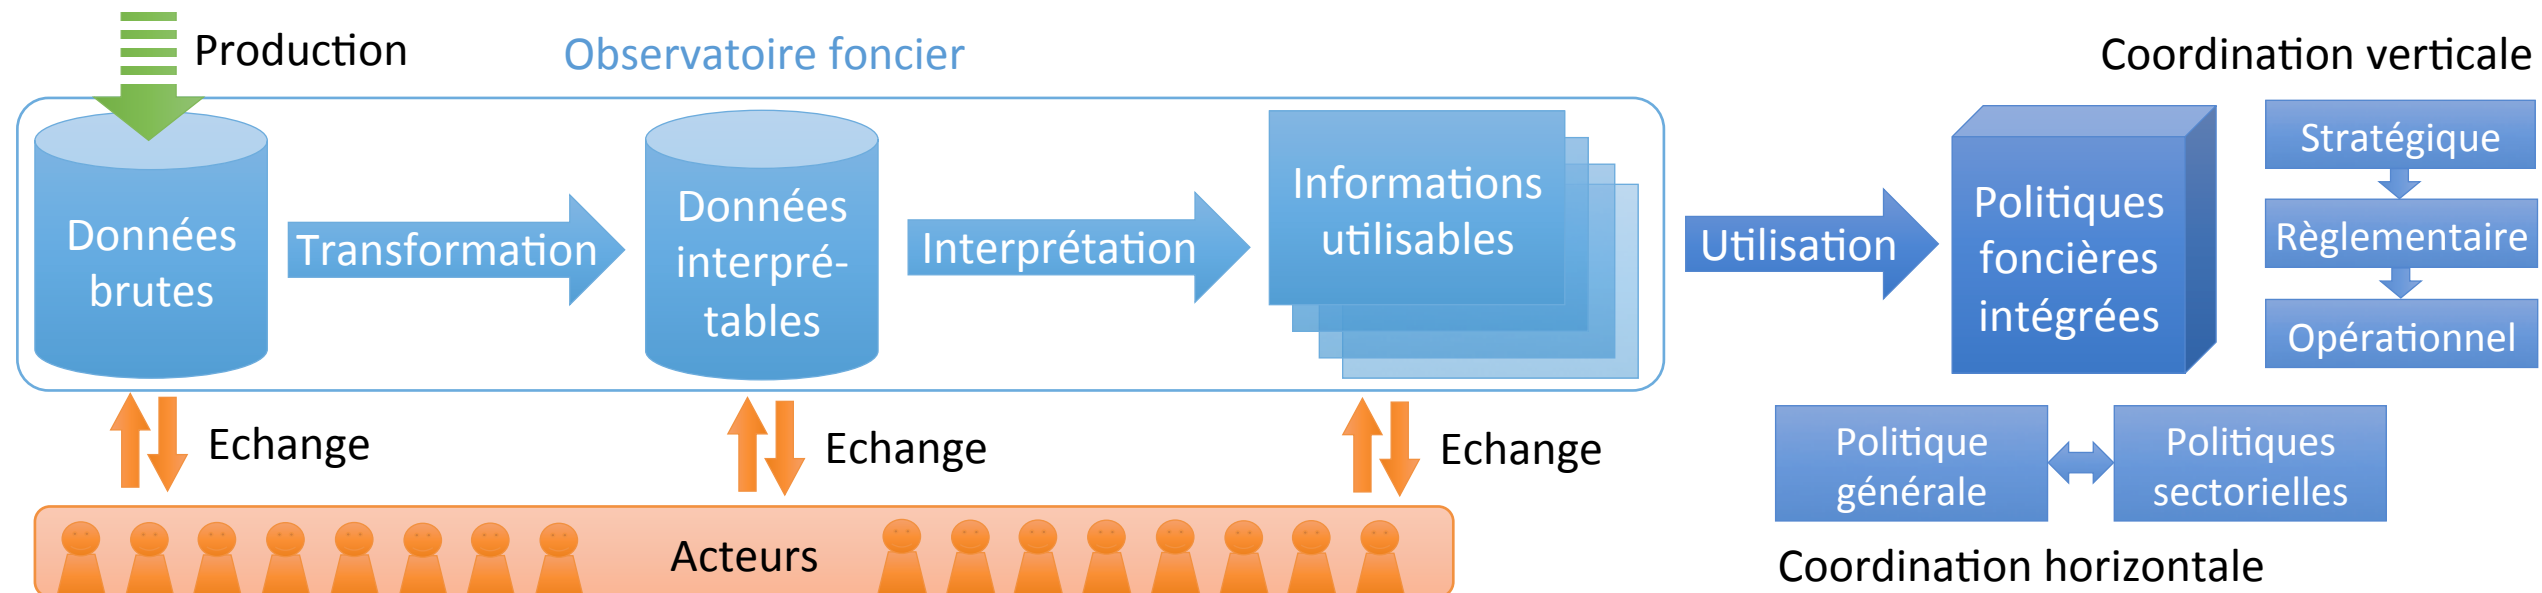 Production
Observatoire foncier
Coordination verticale
Données
brutes
Transformation
Données
interpré-
tables
Interprétation
Informations
utilisables
Utilisation
Politiques
foncières
intégrées
Stratégique
Règlementaire
Opérationnel
Echange
Echange
Echange
Politique
générale
Politiques
sectorielles
Acteurs
Coordination horizontale